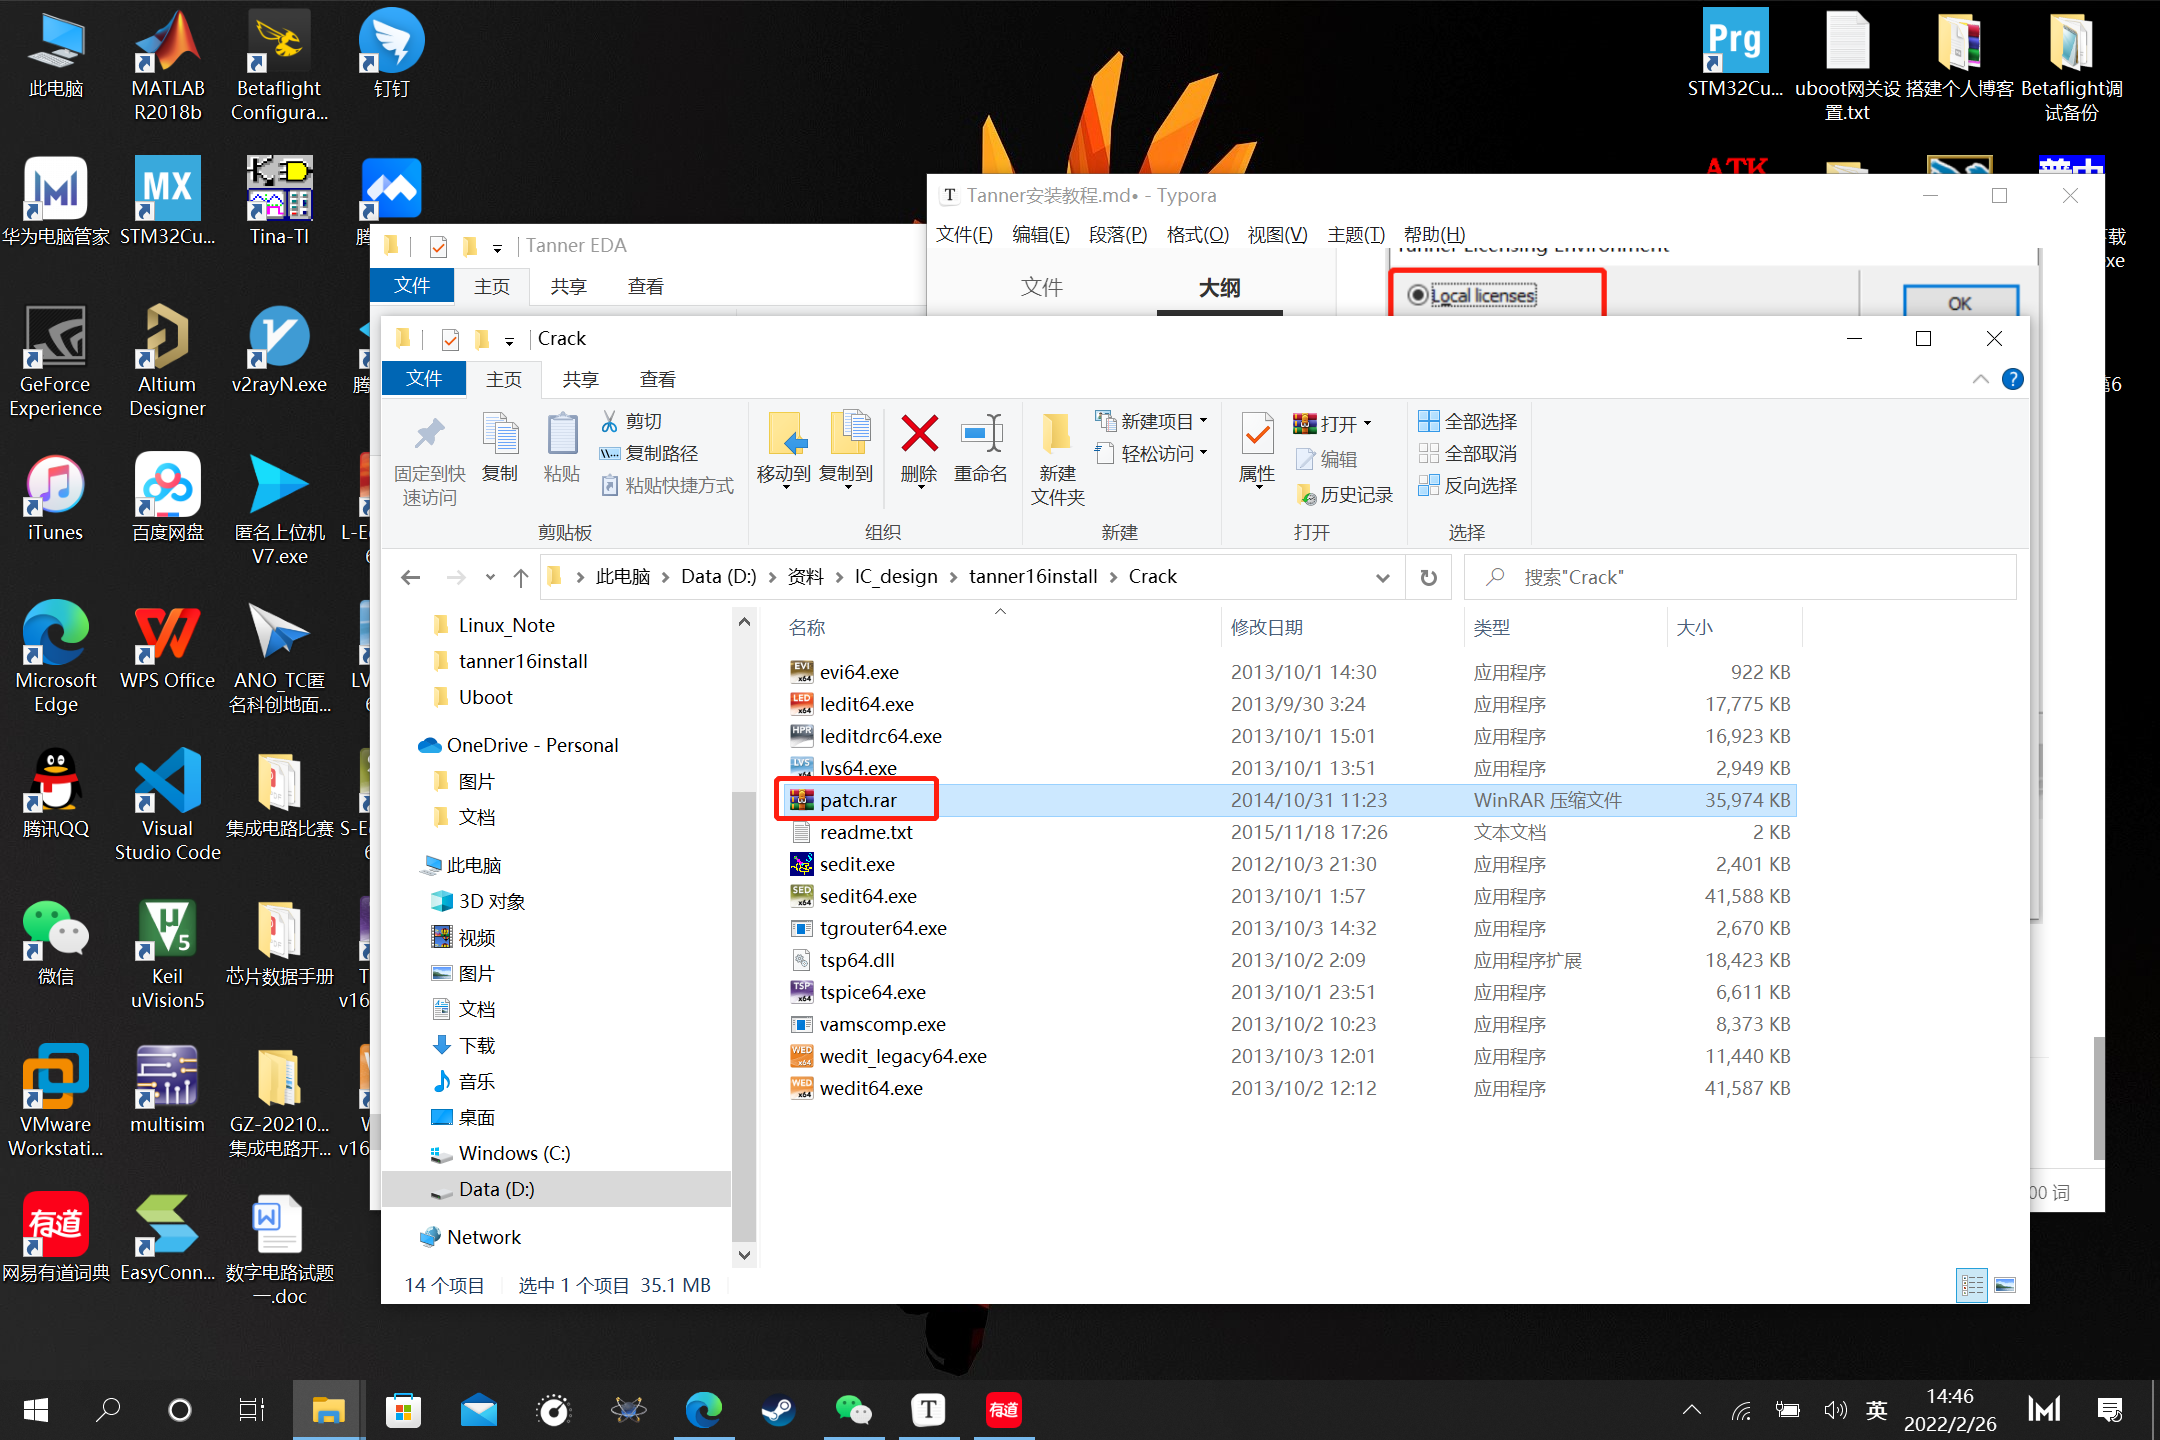 此电脑
MATLAB
R2018b
Betaflight
Configura...
钉钉
华为电脑管家
STM32Cu...
Tina-TI
GeForce
Experience
Altium
Designer
v2rayN.exe
iTunes
百度网盘
匿名上位机
V7.exe
Microsoft
Edge
WPS Office
ANO_TC匿
名科创地面...
腾讯QQ
Visual
Studio Code
集成电路比赛
微信
Keil
uVision5
芯片数据手册
VMware
Workstati...
multisim
GZ-20210...
集成电路开...
网易有道词典
EasyConn...
数字电路试题
一.doc
STM32Cu...
uboot网关设
置.txt
搭建个人博客
Betaflight调
试备份
Tanner EDA
文件
主页
共享
查看
Tanner安装教程.md• - Typora
文件(F) 编辑(E) 段落(P) 格式(O) 视图(V) 主题(T) 帮助(H)
文件
大纲
Tanner Licensing Environment
Local licenses
OK
Crack
文件
主页
共享
查看
固定到快
速访问
复制
粘贴
剪切
复制路径
粘贴快捷方式
剪贴板
移动到
复制到
删除
重命名
组织
新建
文件夹
新建项目
轻松访问
新建
属性
打开
编辑
历史记录
打开
全部选择
全部取消
反向选择
选择
此电脑 › Data (D:) › 资料 › IC_design › tanner16install › Crack
搜索"Crack"
Linux_Note
tanner16install
Uboot
OneDrive - Personal
图片
文档
此电脑
3D 对象
视频
图片
文档
下载
音乐
桌面
Windows (C:)
Data (D:)
Network
名称 修改日期 类型 大小
evi64.exe 2013/10/1 14:30 应用程序 922 KB
ledit64.exe 2013/9/30 3:24 应用程序 17,775 KB
leditdrc64.exe 2013/10/1 15:01 应用程序 16,923 KB
lvs64.exe 2013/10/1 13:51 应用程序 2,949 KB
patch.rar 2014/10/31 11:23 WinRAR 压缩文件 35,974 KB
readme.txt 2015/11/18 17:26 文本文档 2 KB
sedit.exe 2012/10/3 21:30 应用程序 2,401 KB
sedit64.exe 2013/10/1 1:57 应用程序 41,588 KB
tgrouter64.exe 2013/10/3 14:32 应用程序 2,670 KB
tsp64.dll 2013/10/2 2:09 应用程序扩展 18,423 KB
tspice64.exe 2013/10/1 23:51 应用程序 6,611 KB
vamscomp.exe 2013/10/2 10:23 应用程序 8,373 KB
wedit_legacy64.exe 2013/10/3 12:01 应用程序 11,440 KB
wedit64.exe 2013/10/2 12:12 应用程序 41,587 KB
14 个项目 选中 1 个项目 35.1 MB
00 词
英
14:46
2022/2/26